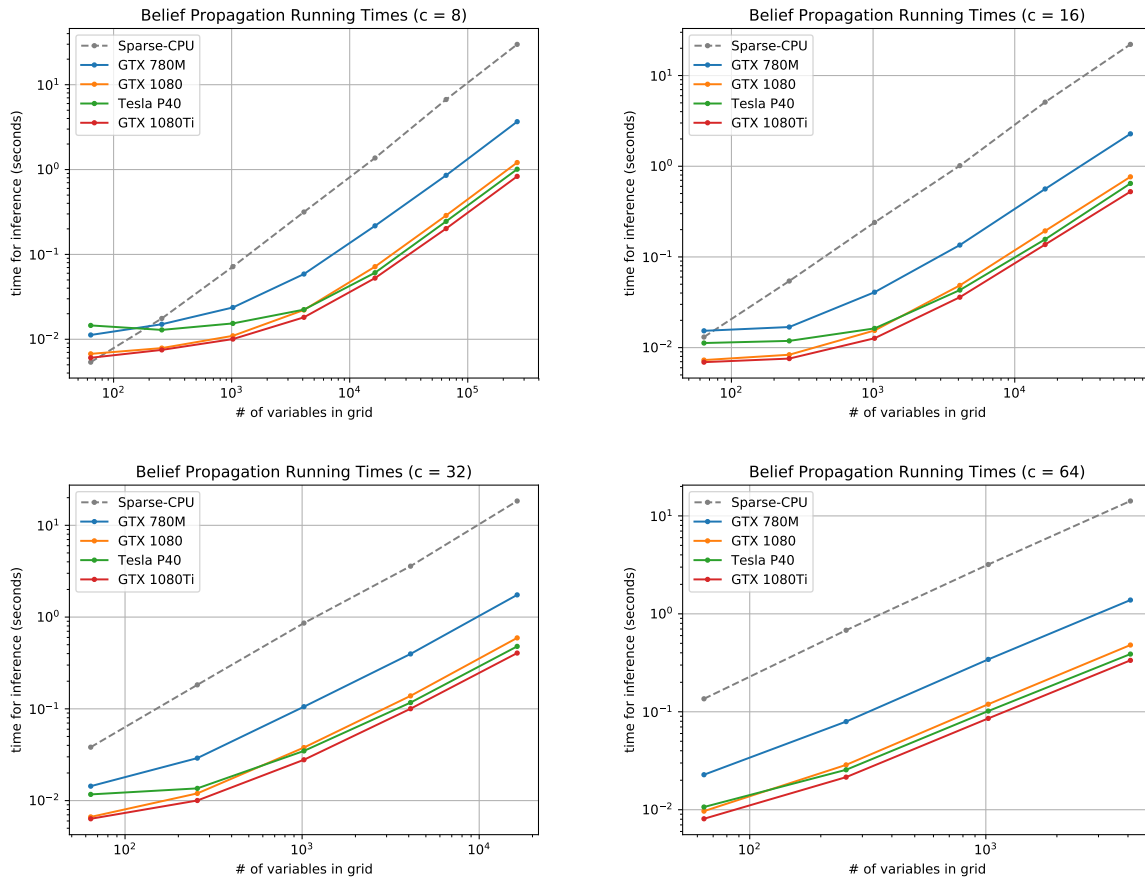 Belief Propagation Running Times (c = 8)
Sparse-CPU
GTX 780M
GTX 1080
Tesla P40
GTX 1080Ti
time for inference (seconds)
10¹
10⁰
10⁻¹
10⁻²
10²
10³
10⁴
10⁵
# of variables in grid
Belief Propagation Running Times (c = 16)
Sparse-CPU
GTX 780M
GTX 1080
Tesla P40
GTX 1080Ti
time for inference (seconds)
10¹
10⁰
10⁻¹
10⁻²
10²
10³
10⁴
# of variables in grid
Belief Propagation Running Times (c = 32)
Sparse-CPU
GTX 780M
GTX 1080
Tesla P40
GTX 1080Ti
time for inference (seconds)
10¹
10⁰
10⁻¹
10⁻²
10²
10³
10⁴
# of variables in grid
Belief Propagation Running Times (c = 64)
Sparse-CPU
GTX 780M
GTX 1080
Tesla P40
GTX 1080Ti
time for inference (seconds)
10¹
10⁰
10⁻¹
10⁻²
10²
10³
# of variables in grid